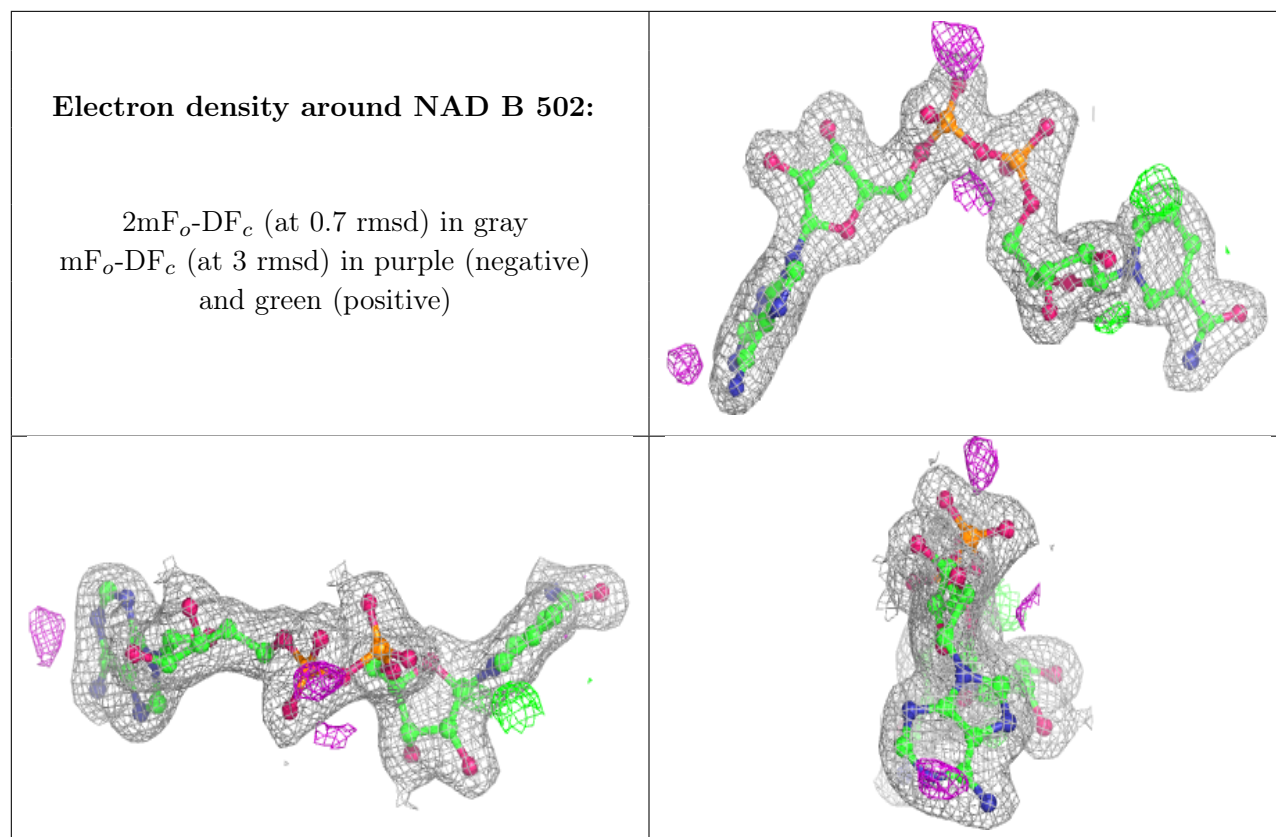 Electron density around NAD B 502:
2mFₒ-DF𝒸 (at 0.7 rmsd) in gray
mFₒ-DF𝒸 (at 3 rmsd) in purple (negative)
and green (positive)